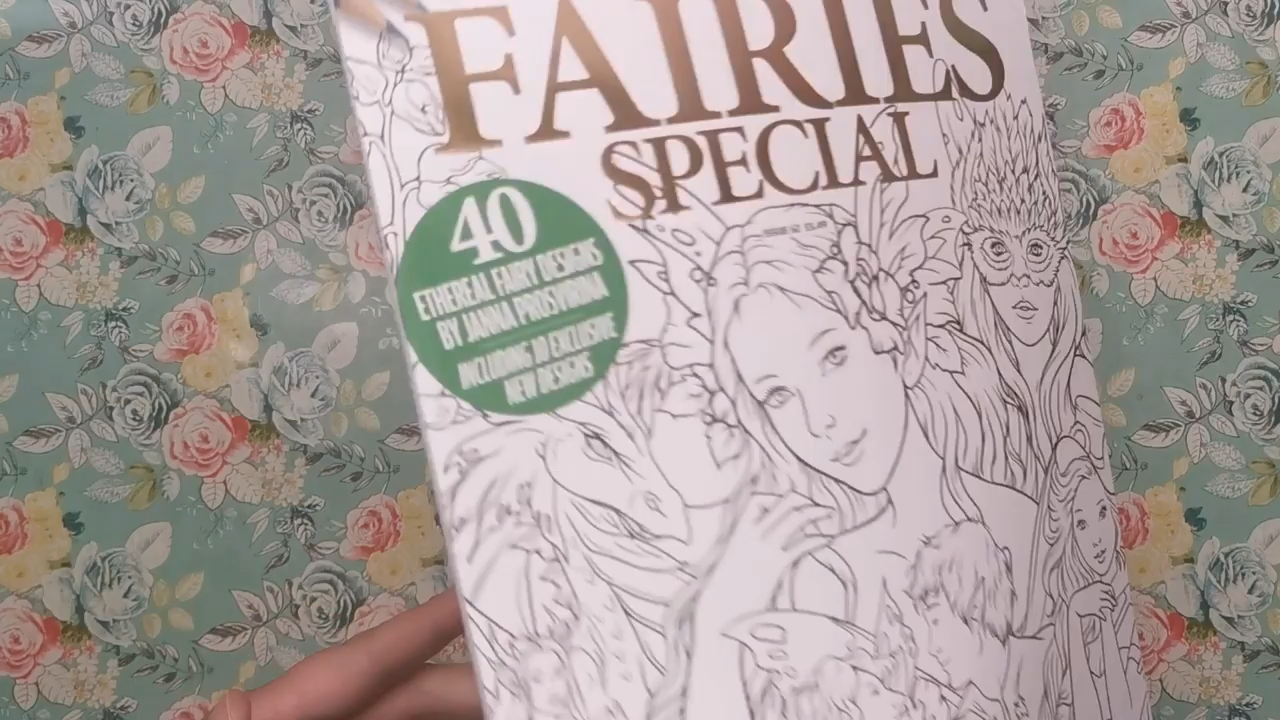 FAIRIES
SPECIAL
40
ETHEREAL FAIRY DESIGNS
BY JANNA PROSVIRINA
INCLUDING 10 EXCLUSIVE
NEW DESIGNS